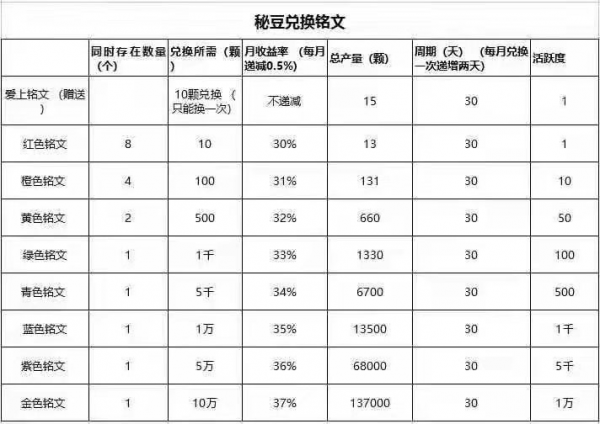 秘豆兑换铭文
同时存在数量(个) 兑换所需（颗） 月收益率 （每月递减0.5%） 总产量（颗） 周期（天）（每月兑换一次递增两天） 活跃度
爱上铭文（赠送） 10颗兑换（只能换一次） 不递减 15 30 1
红色铭文 8 10 30% 13 30 1
橙色铭文 4 100 31% 131 30 10
黄色铭文 2 500 32% 660 30 50
绿色铭文 1 1千 33% 1330 30 100
青色铭文 1 5千 34% 6700 30 500
蓝色铭文 1 1万 35% 13500 30 1千
紫色铭文 1 5万 36% 68000 30 5千
金色铭文 1 10万 37% 137000 30 1万